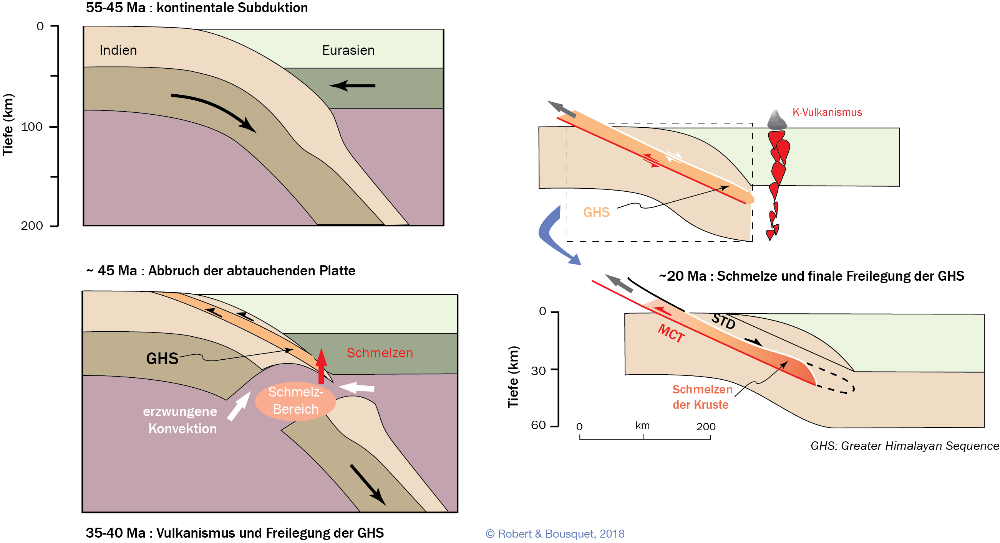 55-45 Ma : kontinentale Subduktion
0
100
200
Tiefe (km)
Indien
Eurasien
~ 45 Ma : Abbruch der abtauchenden Platte
GHS
Schmelzen
Schmelz-
Bereich
erzwungene
Konvektion
35-40 Ma : Vulkanismus und Freilegung der GHS
K-Vulkanismus
GHS
~20 Ma : Schmelze und finale Freilegung der GHS
0
30
60
Tiefe (km)
STD
MCT
Schmelzen
der Kruste
0 km 200
GHS: Greater Himalayan Sequence
© Robert & Bousquet, 2018